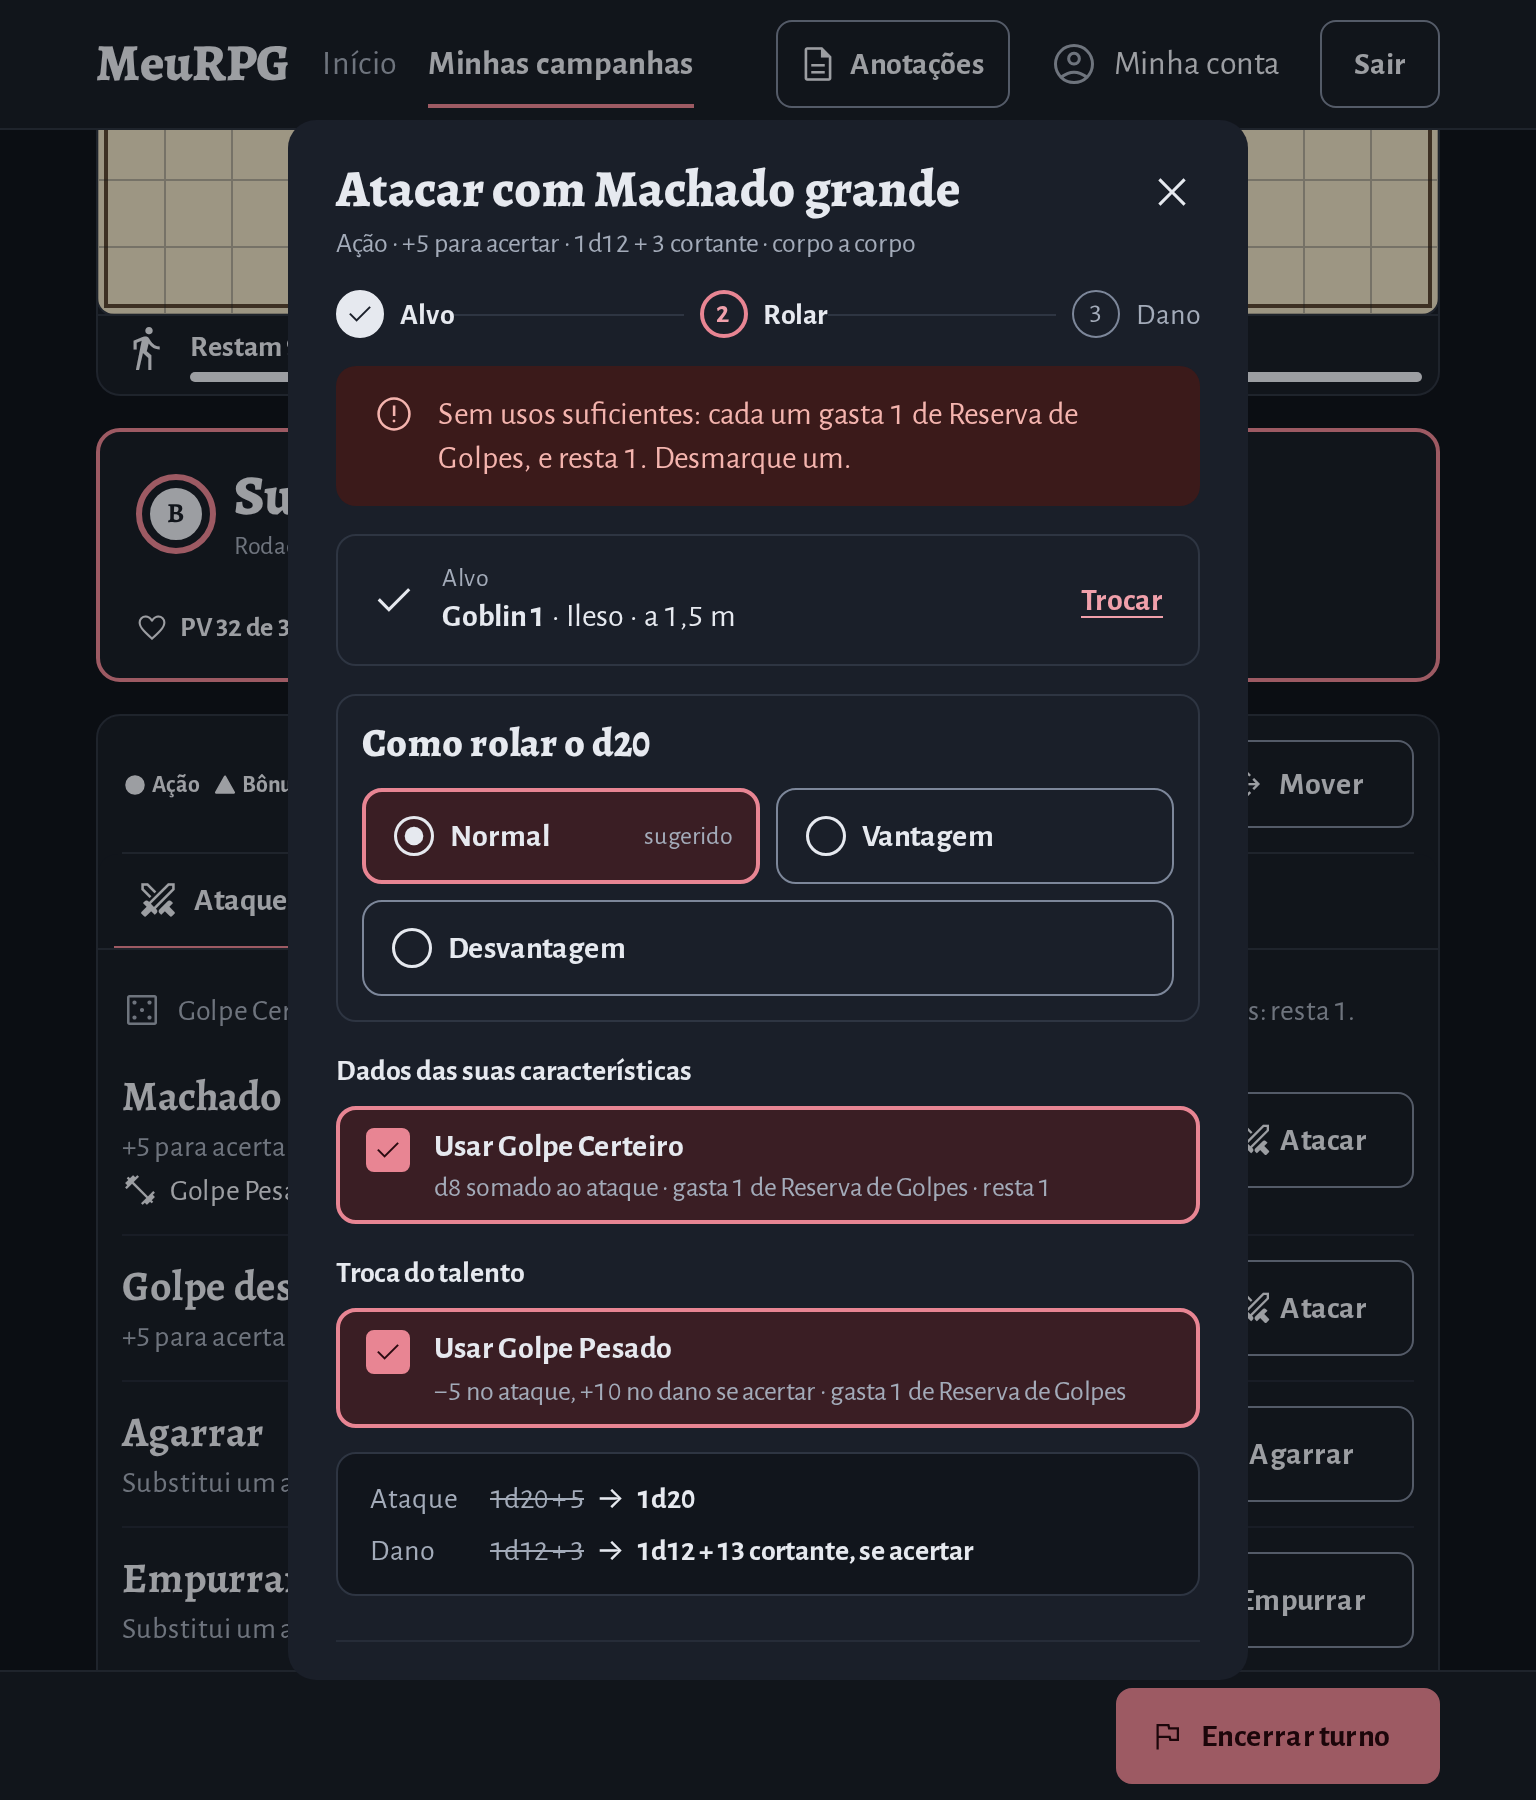 MeuRPG Início Minhas campanhas Anotações Minha conta Sair
Atacar com Machado grande
Ação · +5 para acertar · 1d12 + 3 cortante · corpo a corpo
Alvo 2 Rolar 3 Dano
Restam
Sem usos suficientes: cada um gasta 1 de Reserva de
Golpes, e resta 1. Desmarque um.
B
Alvo
Goblin 1 · Ileso · a 1,5 m
Trocar
PV 32 de 3
Como rolar o d20
Normal sugerido
Vantagem
Desvantagem
Ação Bônu
Mover
Ataque
Golpe Cer
s: resta 1.
Dados das suas características
Usar Golpe Certeiro
d8 somado ao ataque · gasta 1 de Reserva de Golpes · resta 1
Machado
+5 para acerta
Golpe Pesa
Atacar
Troca do talento
Usar Golpe Pesado
−5 no ataque, +10 no dano se acertar · gasta 1 de Reserva de Golpes
Golpe des
+5 para acerta
Atacar
Agarrar
Substitui um a
Agarrar
Ataque 1d20 + 5 → 1d20
Dano 1d12 + 3 → 1d12 + 13 cortante, se acertar
Empurrar
Substitui um a
Empurrar
Encerrar turno